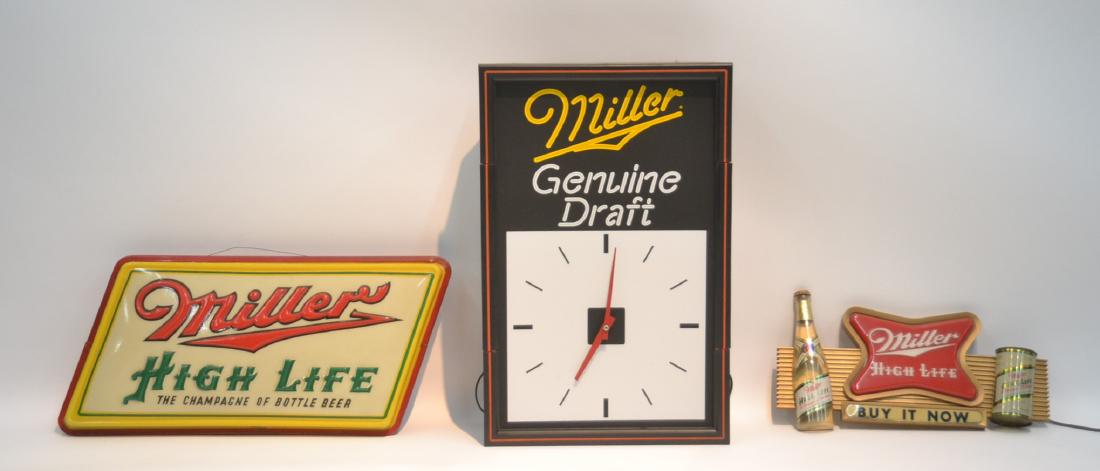 Miller
High Life
THE CHAMPAGNE OF BOTTLE BEER
Miller
Genuine
Draft
Miller
HIGH LIFE
BUY IT NOW